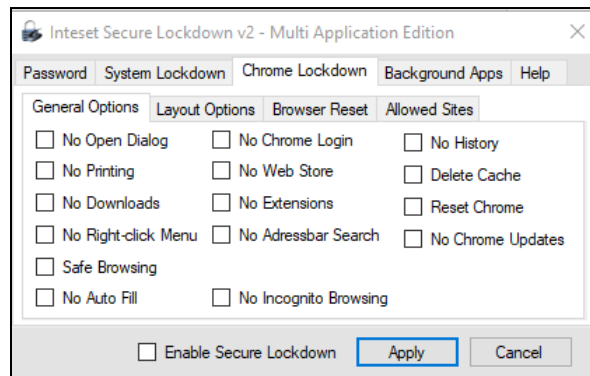 Inteset Secure Lockdown v2 - Multi Application Edition
Password System Lockdown Chrome Lockdown Background Apps Help
General Options Layout Options Browser Reset Allowed Sites
No Open Dialog No Chrome Login No History
No Printing No Web Store Delete Cache
No Downloads No Extensions Reset Chrome
No Right-click Menu No Adressbar Search No Chrome Updates
Safe Browsing
No Auto Fill No Incognito Browsing
Enable Secure Lockdown Apply Cancel